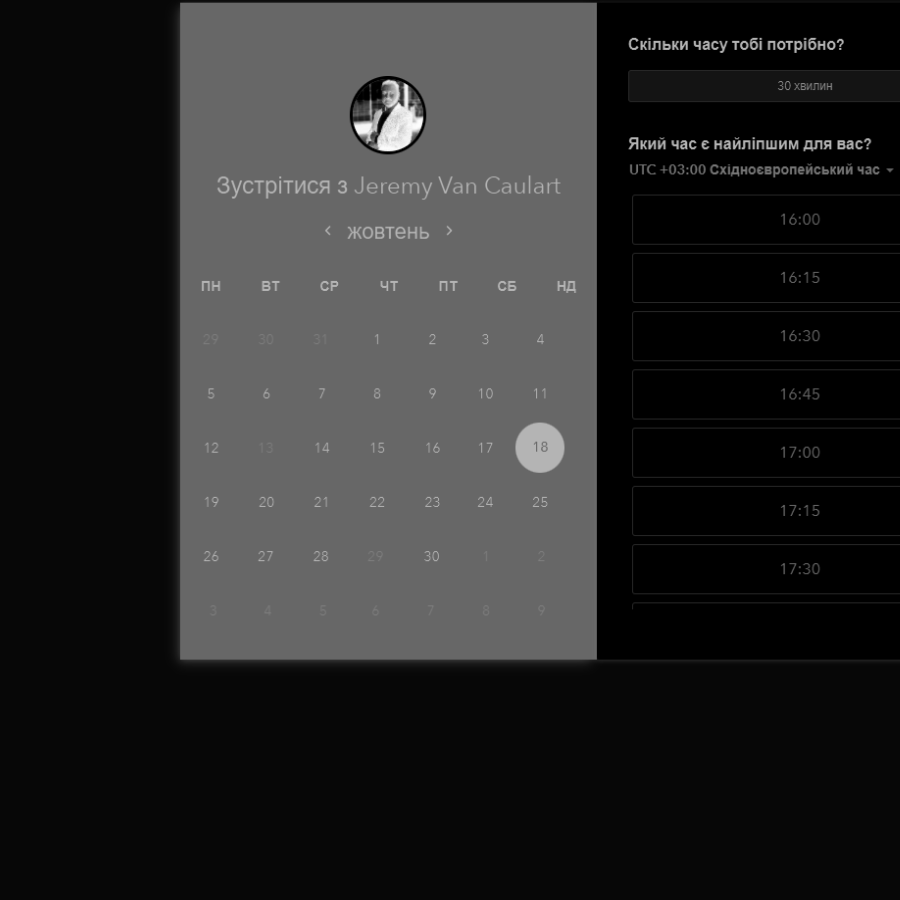 Зустрітися з Jeremy Van Caulart
жовтень
ПН ВТ СР ЧТ ПТ СБ НД
29 30 31 1 2 3 4
5 6 7 8 9 10 11
12 13 14 15 16 17 18
19 20 21 22 23 24 25
26 27 28 29 30 1 2
3 4 5 6 7 8 9
Скільки часу тобі потрібно?
30 хвилин
Який час є найліпшим для вас?
UTC +03:00 Східноєвропейський час
16:00
16:15
16:30
16:45
17:00
17:15
17:30